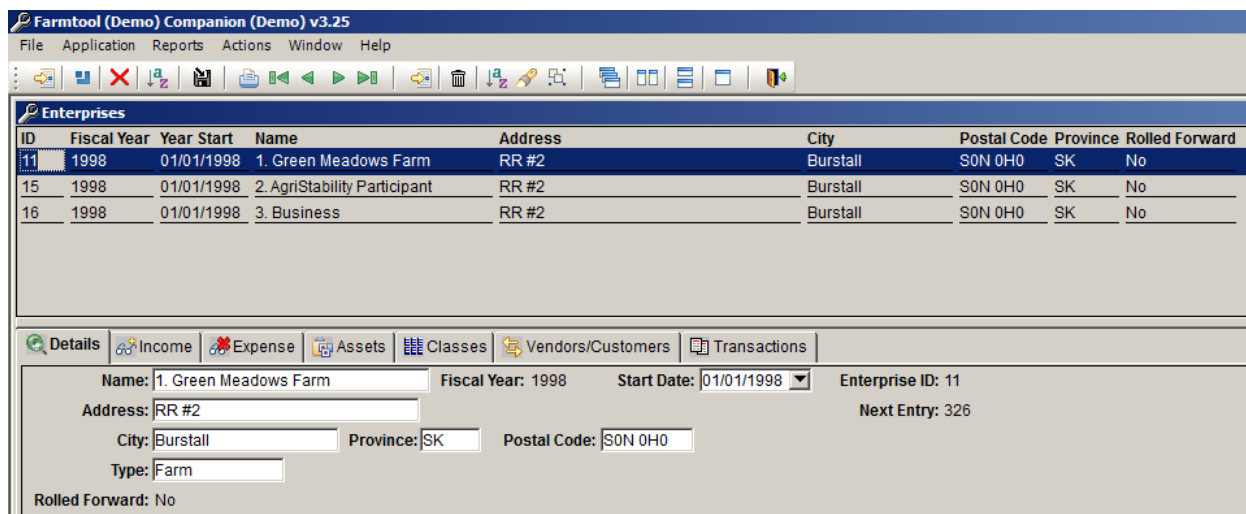 Farmtool (Demo) Companion (Demo) v3.25
File Application Reports Actions Window Help
Enterprises
ID Fiscal Year Year Start Name Address City Postal Code Province Rolled Forward
11 1998 01/01/1998 1. Green Meadows Farm RR #2 Burstall S0N 0H0 SK No
15 1998 01/01/1998 2. AgriStability Participant RR #2 Burstall S0N 0H0 SK No
16 1998 01/01/1998 3. Business RR #2 Burstall S0N 0H0 SK No
Details Income Expense Assets Classes Vendors/Customers Transactions
Name: 1. Green Meadows Farm Fiscal Year: 1998 Start Date: 01/01/1998 Enterprise ID: 11
Address: RR #2 Next Entry: 326
City: Burstall Province: SK Postal Code: S0N 0H0
Type: Farm
Rolled Forward: No